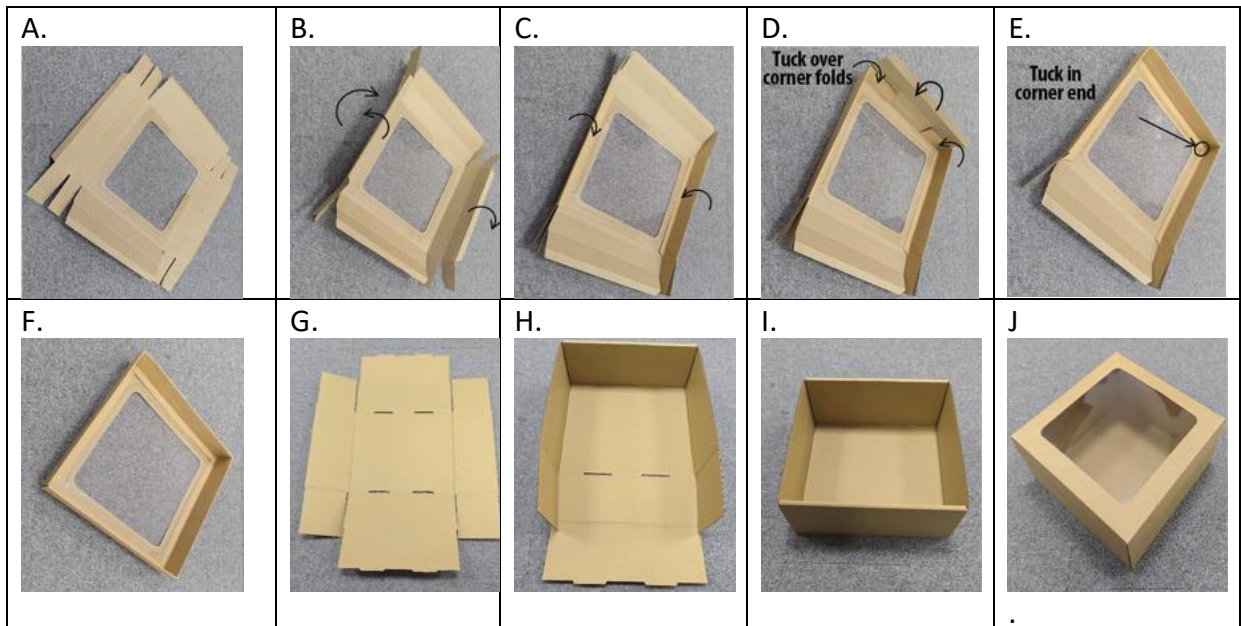 A.
B.
C.
D.
E.
Tuck over
corner folds
Tuck in
corner end
F.
G.
H.
I.
J
.